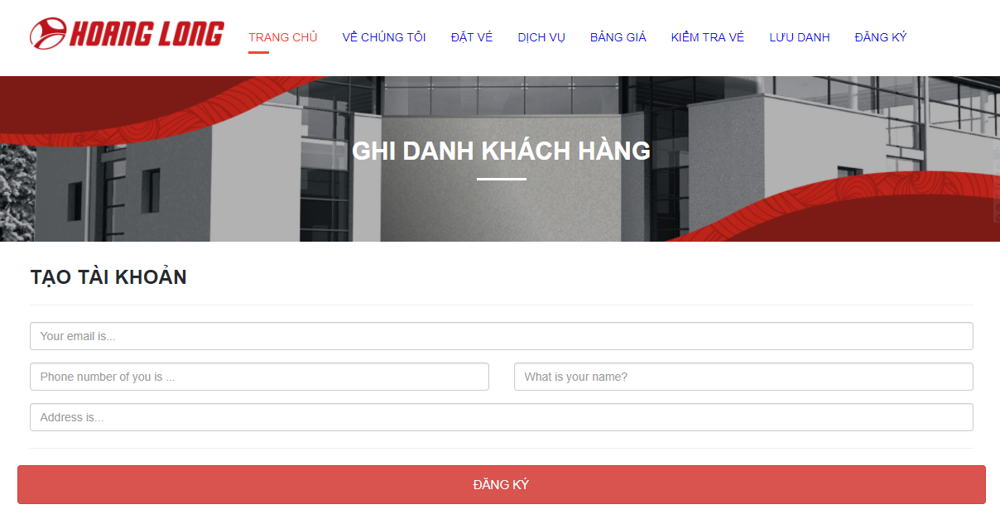 HOANG LONG
TRANG CHỦ VỀ CHÚNG TÔI ĐẶT VÉ DỊCH VỤ BẢNG GIÁ KIỂM TRA VÉ LƯU DANH ĐĂNG KÝ
GHI DANH KHÁCH HÀNG
TẠO TÀI KHOẢN
Your email is...
Phone number of you is ... What is your name?
Address is...
ĐĂNG KÝ